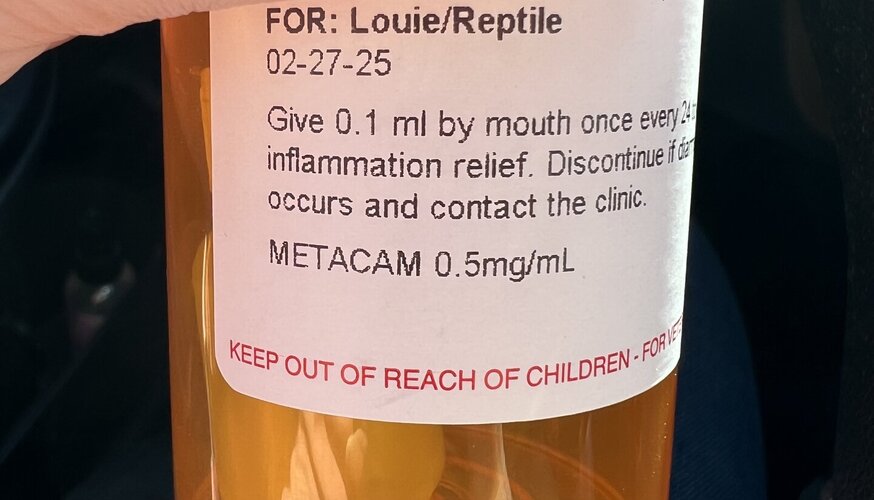 FOR: Louie/Reptile
02-27-25
Give 0.1 ml by mouth once every 24
inflammation relief. Discontinue if
occurs and contact the clinic.
METACAM 0.5mg/mL
KEEP OUT OF REACH OF CHILDREN - FOR